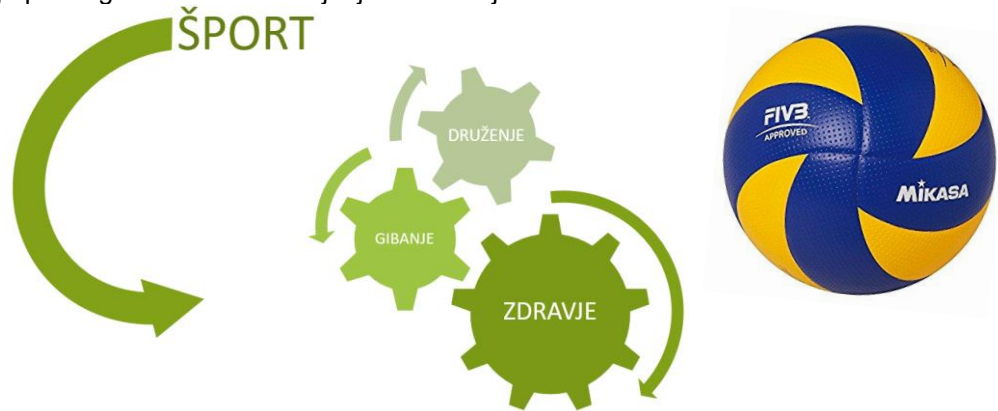 ŠPORT
DRUŽENJE
GIBANJE
ZDRAVJE
FIVB
APPROVED
MIKASA